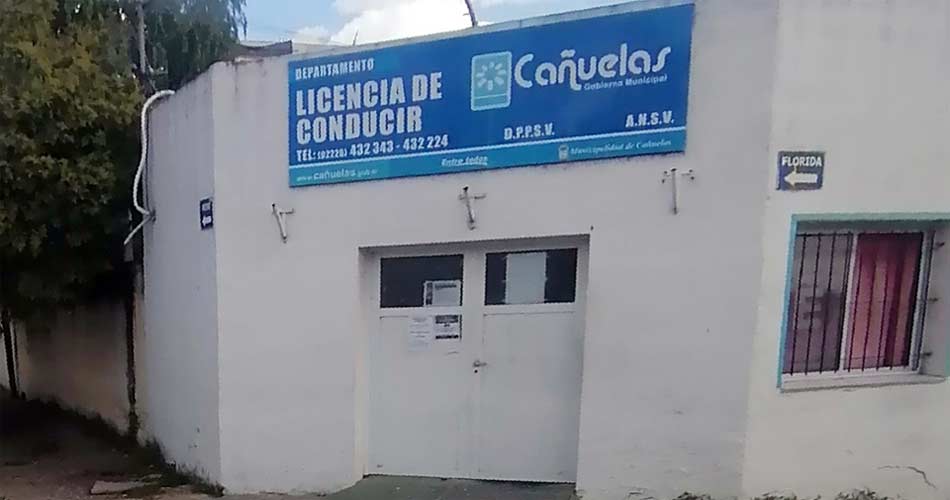 DEPARTAMENTO
LICENCIA DE
CONDUCIR
TEL: (02226) 432 343 - 432 224
www.cañuelas.gob.ar
Cañuelas
Gobierno Municipal
D.P.P.S.V.
A.N.S.V.
Entre todos
Municipalidad de Cañuelas
FLORIDA